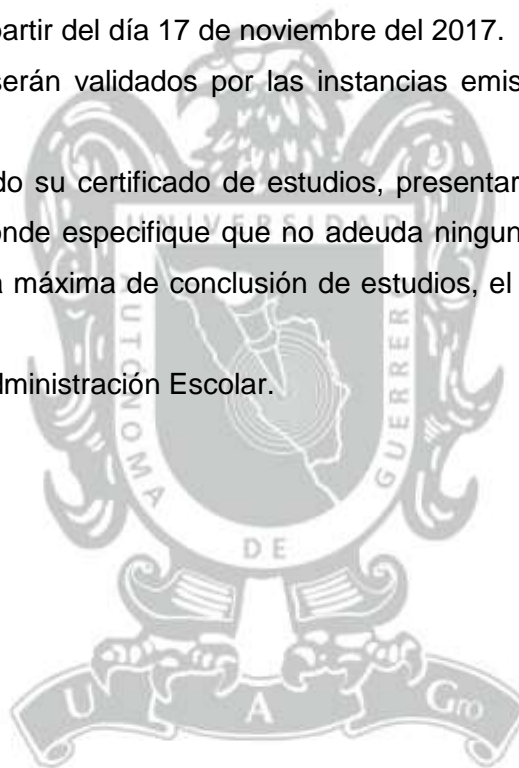 partir del día 17 de noviembre del 2017.
serán validados por las instancias emis
do su certificado de estudios, presentar
onde especifique que no adeuda ningun
a máxima de conclusión de estudios, el
dministración Escolar.
UNIVERSIDAD
AUTÓNOMA
DE
GUERRERO
U A Gro